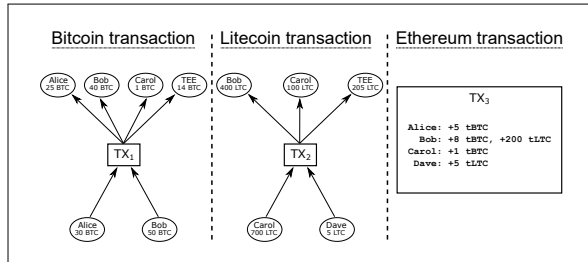 Bitcoin transaction
Litecoin transaction
Ethereum transaction
Alice
25 BTC
Bob
40 BTC
Carol
1 BTC
TEE
14 BTC
TX1
Alice
30 BTC
Bob
50 BTC
Bob
400 LTC
Carol
100 LTC
TEE
205 LTC
TX2
Carol
700 LTC
Dave
5 LTC
TX3
Alice: +5 tBTC
Bob: +8 tBTC, +200 tLTC
Carol: +1 tBTC
Dave: +5 tLTC